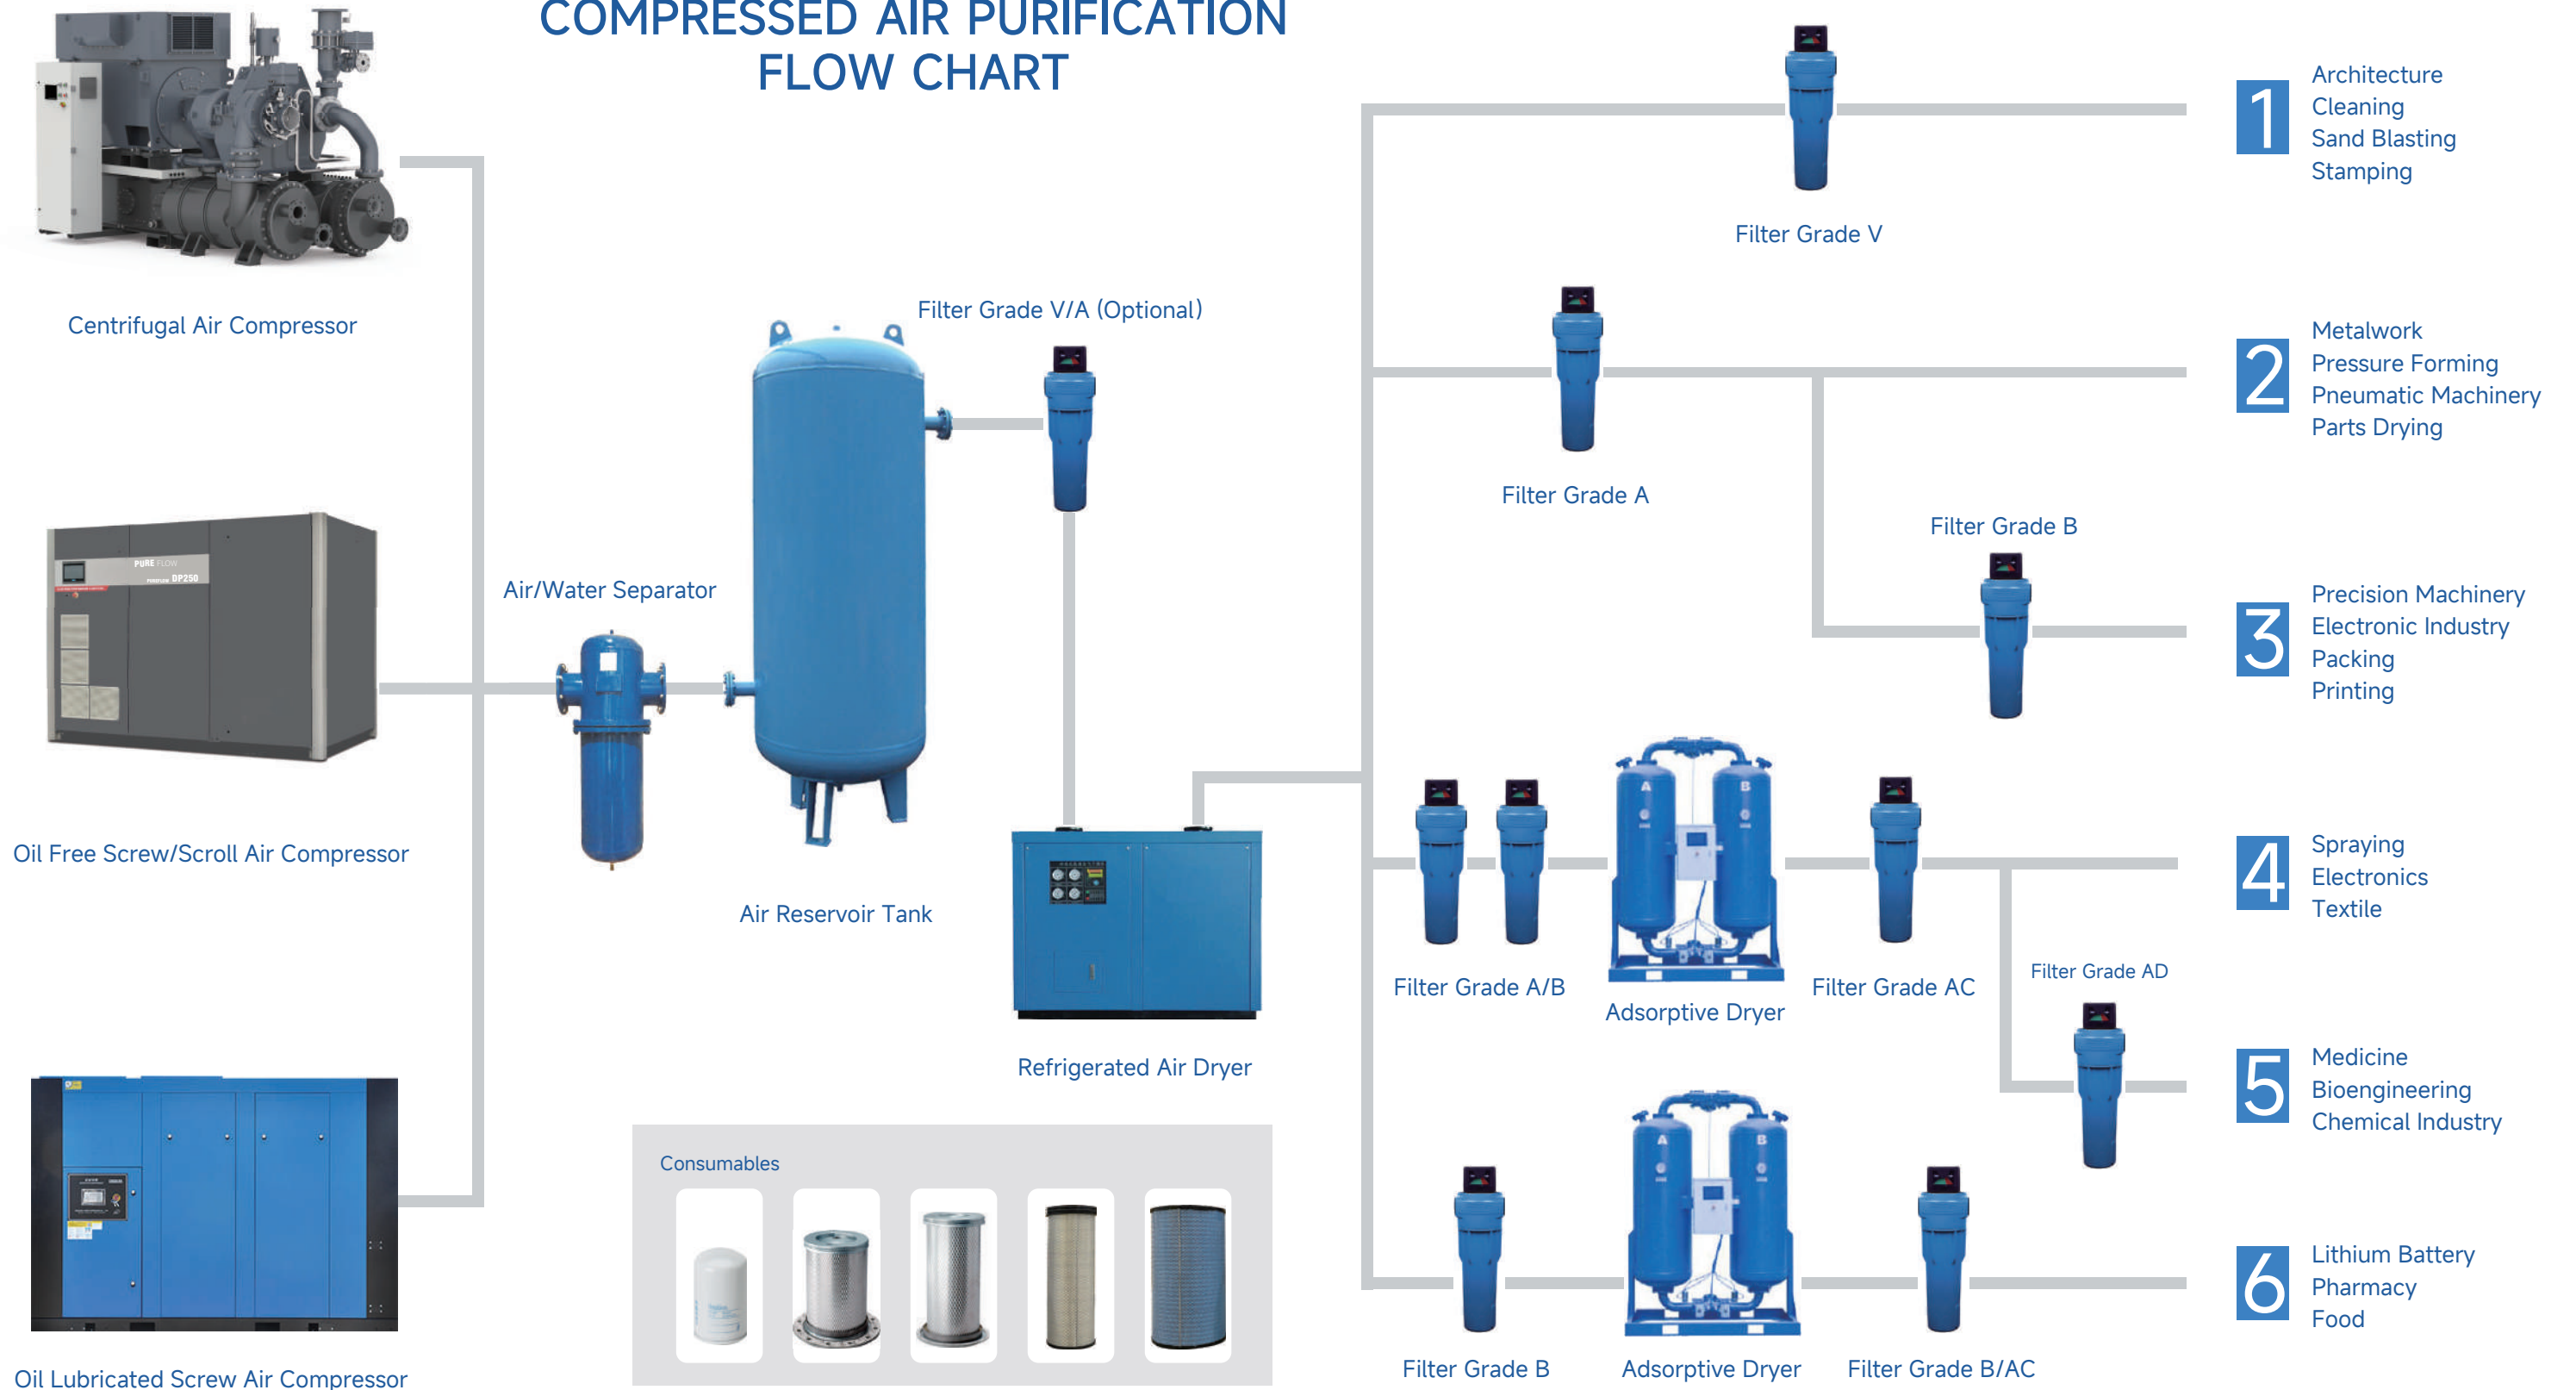 COMPRESSED AIR PURIFICATION
FLOW CHART
Centrifugal Air Compressor
PURE FLOW
PUREFLOW DP250
Oil Free Screw/Scroll Air Compressor
Oil Lubricated Screw Air Compressor
Air/Water Separator
Air Reservoir Tank
Filter Grade V/A (Optional)
Refrigerated Air Dryer
Consumables
Filter Grade V
Filter Grade A
Filter Grade B
Filter Grade A/B
A
B
Adsorptive Dryer
Filter Grade AC
Filter Grade AD
Filter Grade B
A
B
Adsorptive Dryer
Filter Grade B/AC
1
Architecture
Cleaning
Sand Blasting
Stamping
2
Metalwork
Pressure Forming
Pneumatic Machinery
Parts Drying
3
Precision Machinery
Electronic Industry
Packing
Printing
4
Spraying
Electronics
Textile
5
Medicine
Bioengineering
Chemical Industry
6
Lithium Battery
Pharmacy
Food